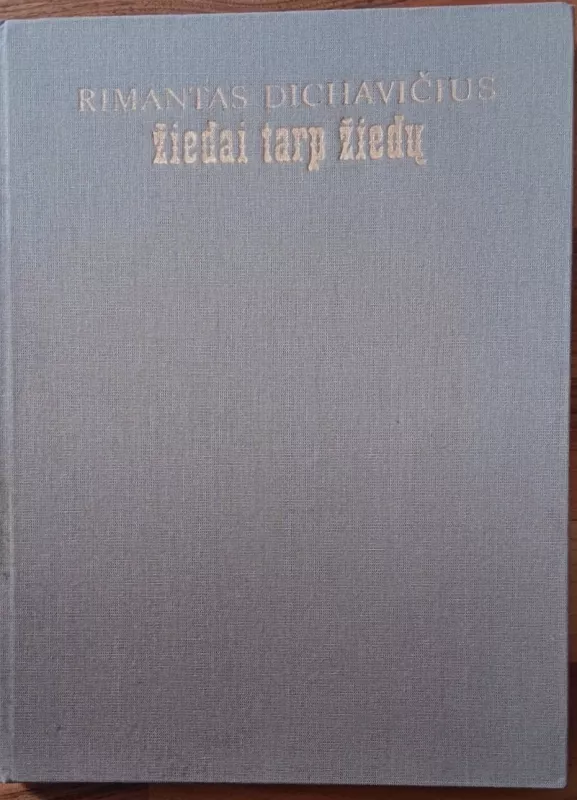 RIMANTAS DICHAVIČIUS
žiedai tarp žiedų